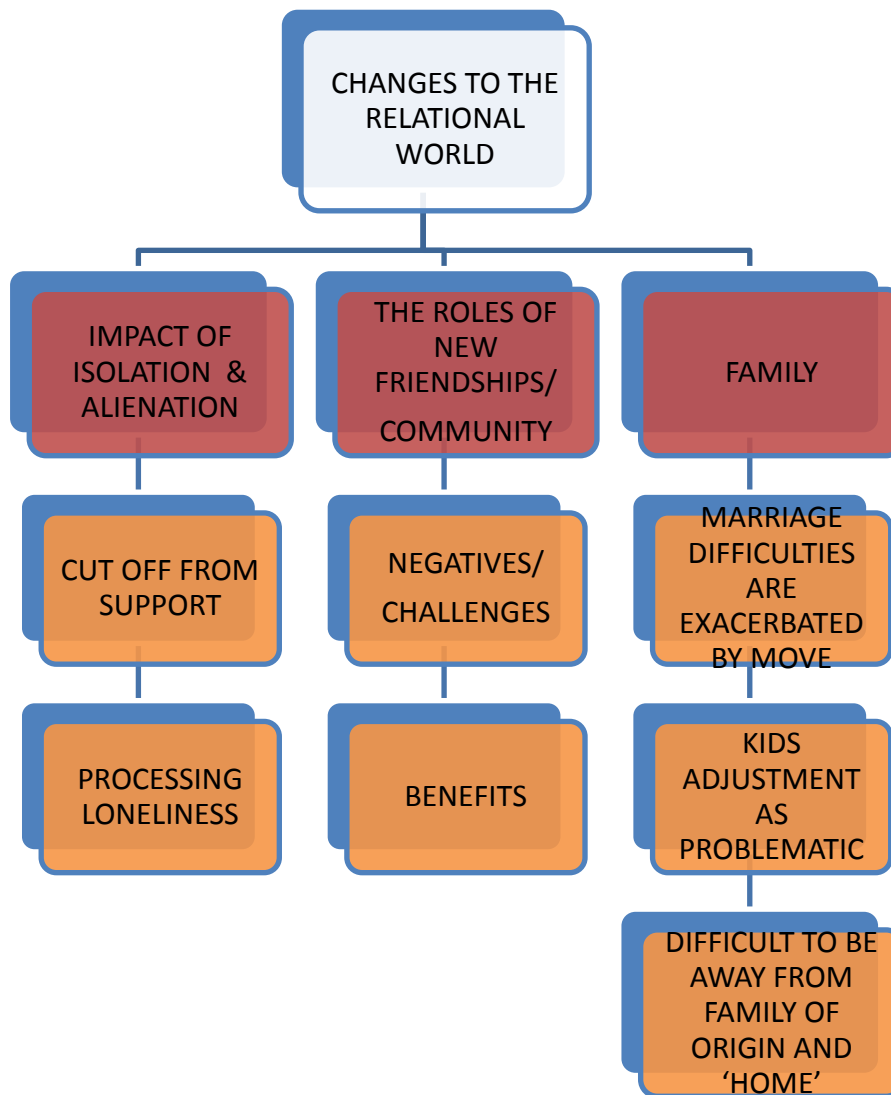 CHANGES TO THE
RELATIONAL
WORLD
IMPACT OF
ISOLATION &
ALIENATION
THE ROLES OF
NEW
FRIENDSHIPS/
COMMUNITY
FAMILY
CUT OFF FROM
SUPPORT
NEGATIVES/
CHALLENGES
MARRIAGE
DIFFICULTIES
ARE
EXACERBATED
BY MOVE
PROCESSING
LONELINESS
BENEFITS
KIDS
ADJUSTMENT
AS
PROBLEMATIC
DIFFICULT TO BE
AWAY FROM
FAMILY OF
ORIGIN AND
‘HOME’